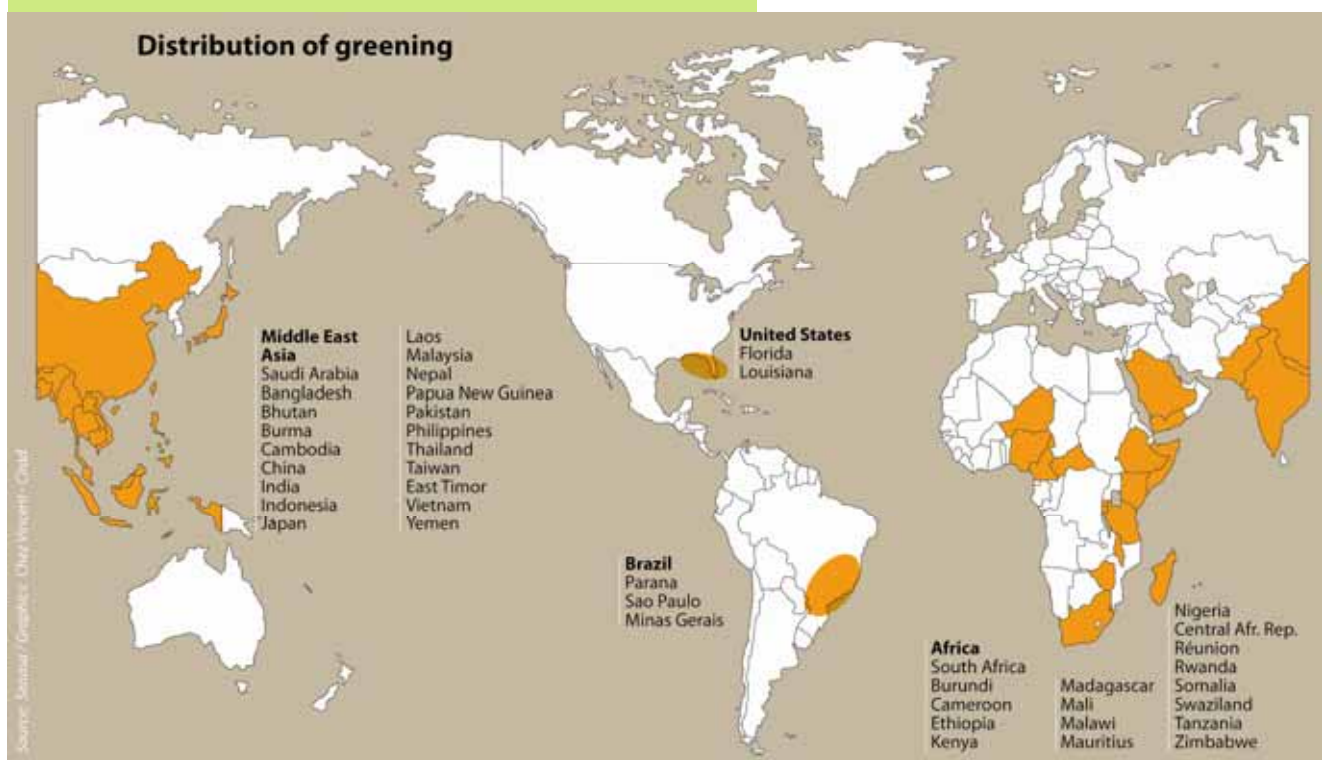 Distribution of greening
Middle East
Asia
Saudi Arabia
Bangladesh
Bhutan
Burma
Cambodia
China
India
Indonesia
Japan
Laos
Malaysia
Nepal
Papua New Guinea
Pakistan
Philippines
Thailand
Taiwan
East Timor
Vietnam
Yemen
United States
Florida
Louisiana
Brazil
Parana
Sao Paulo
Minas Gerais
Africa
South Africa
Burundi
Cameroon
Ethiopia
Kenya
Madagascar
Mali
Malawi
Mauritius
Nigeria
Central Afr. Rep.
Réunion
Rwanda
Somalia
Swaziland
Tanzania
Zimbabwe